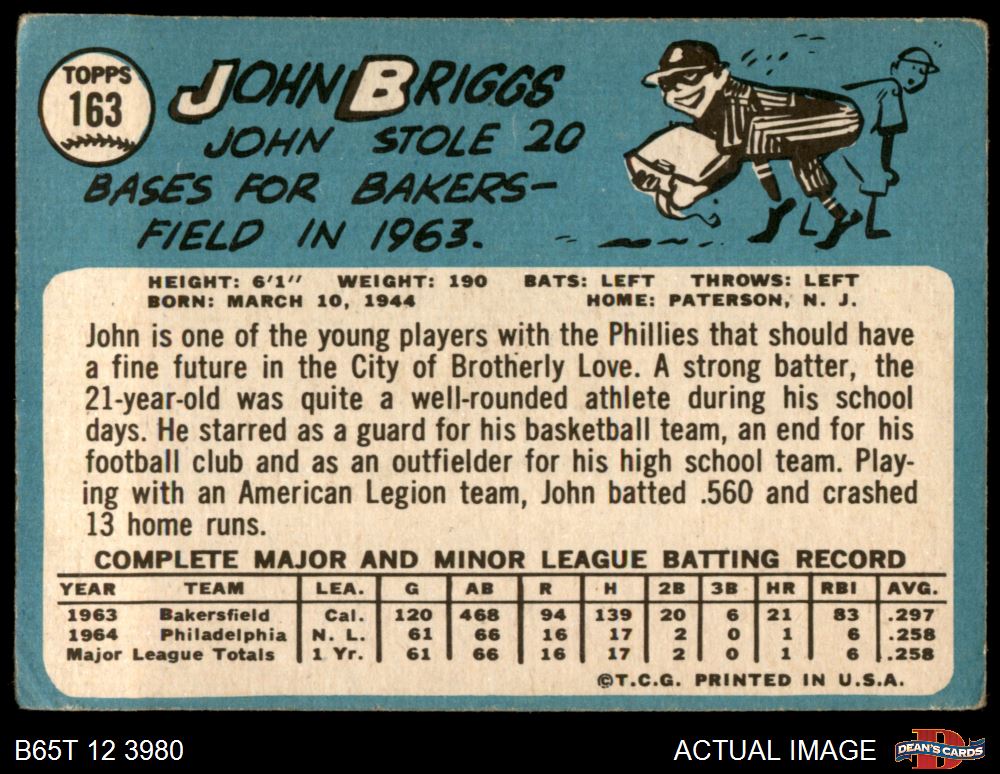 TOPPS
163
JOHN BRIGGS
JOHN STOLE 20
BASES FOR BAKERS-
FIELD IN 1963.
HEIGHT: 6'1" WEIGHT: 190 BATS: LEFT THROWS: LEFT
BORN: MARCH 10, 1944 HOME: PATERSON, N. J.
John is one of the young players with the Phillies that should have
a fine future in the City of Brotherly Love. A strong batter, the
21-year-old was quite a well-rounded athlete during his school
days. He starred as a guard for his basketball team, an end for his
football club and as an outfielder for his high school team. Play-
ing with an American Legion team, John batted .560 and crashed
13 home runs.
COMPLETE MAJOR AND MINOR LEAGUE BATTING RECORD
YEAR TEAM LEA. G AB R H 2B 3B HR RBI AVG.
1963 Bakersfield Cal. 120 468 94 139 20 6 21 83 .297
1964 Philadelphia N. L. 61 66 16 17 2 0 1 6 .258
Major League Totals 1 Yr. 61 66 16 17 2 0 1 6 .258
©T.C.G. PRINTED IN U.S.A.
B65T 12 3980 ACTUAL IMAGE DEAN'S CARDS